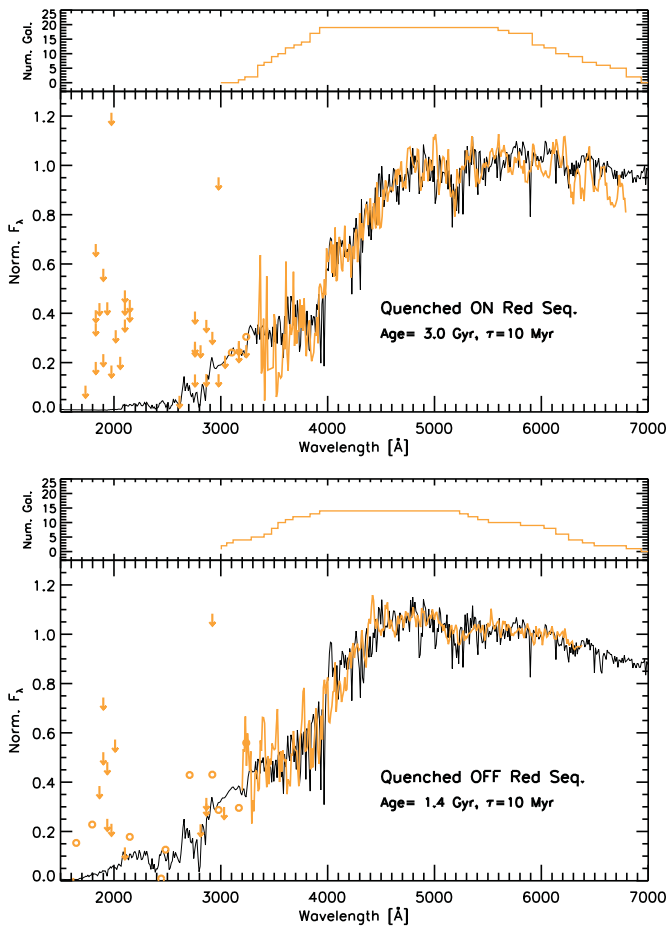 25
20
15
10
5
0
Num. Gal.
1.2
1.0
0.8
0.6
0.4
0.2
0.0
Norm. Fλ
Quenched ON Red Seq.
Age= 3.0 Gyr, τ=10 Myr
2000 3000 4000 5000 6000 7000
Wavelength [Å]
25
20
15
10
5
0
Num. Gal.
1.2
1.0
0.8
0.6
0.4
0.2
0.0
Norm. Fλ
Quenched OFF Red Seq.
Age= 1.4 Gyr, τ=10 Myr
2000 3000 4000 5000 6000 7000
Wavelength [Å]